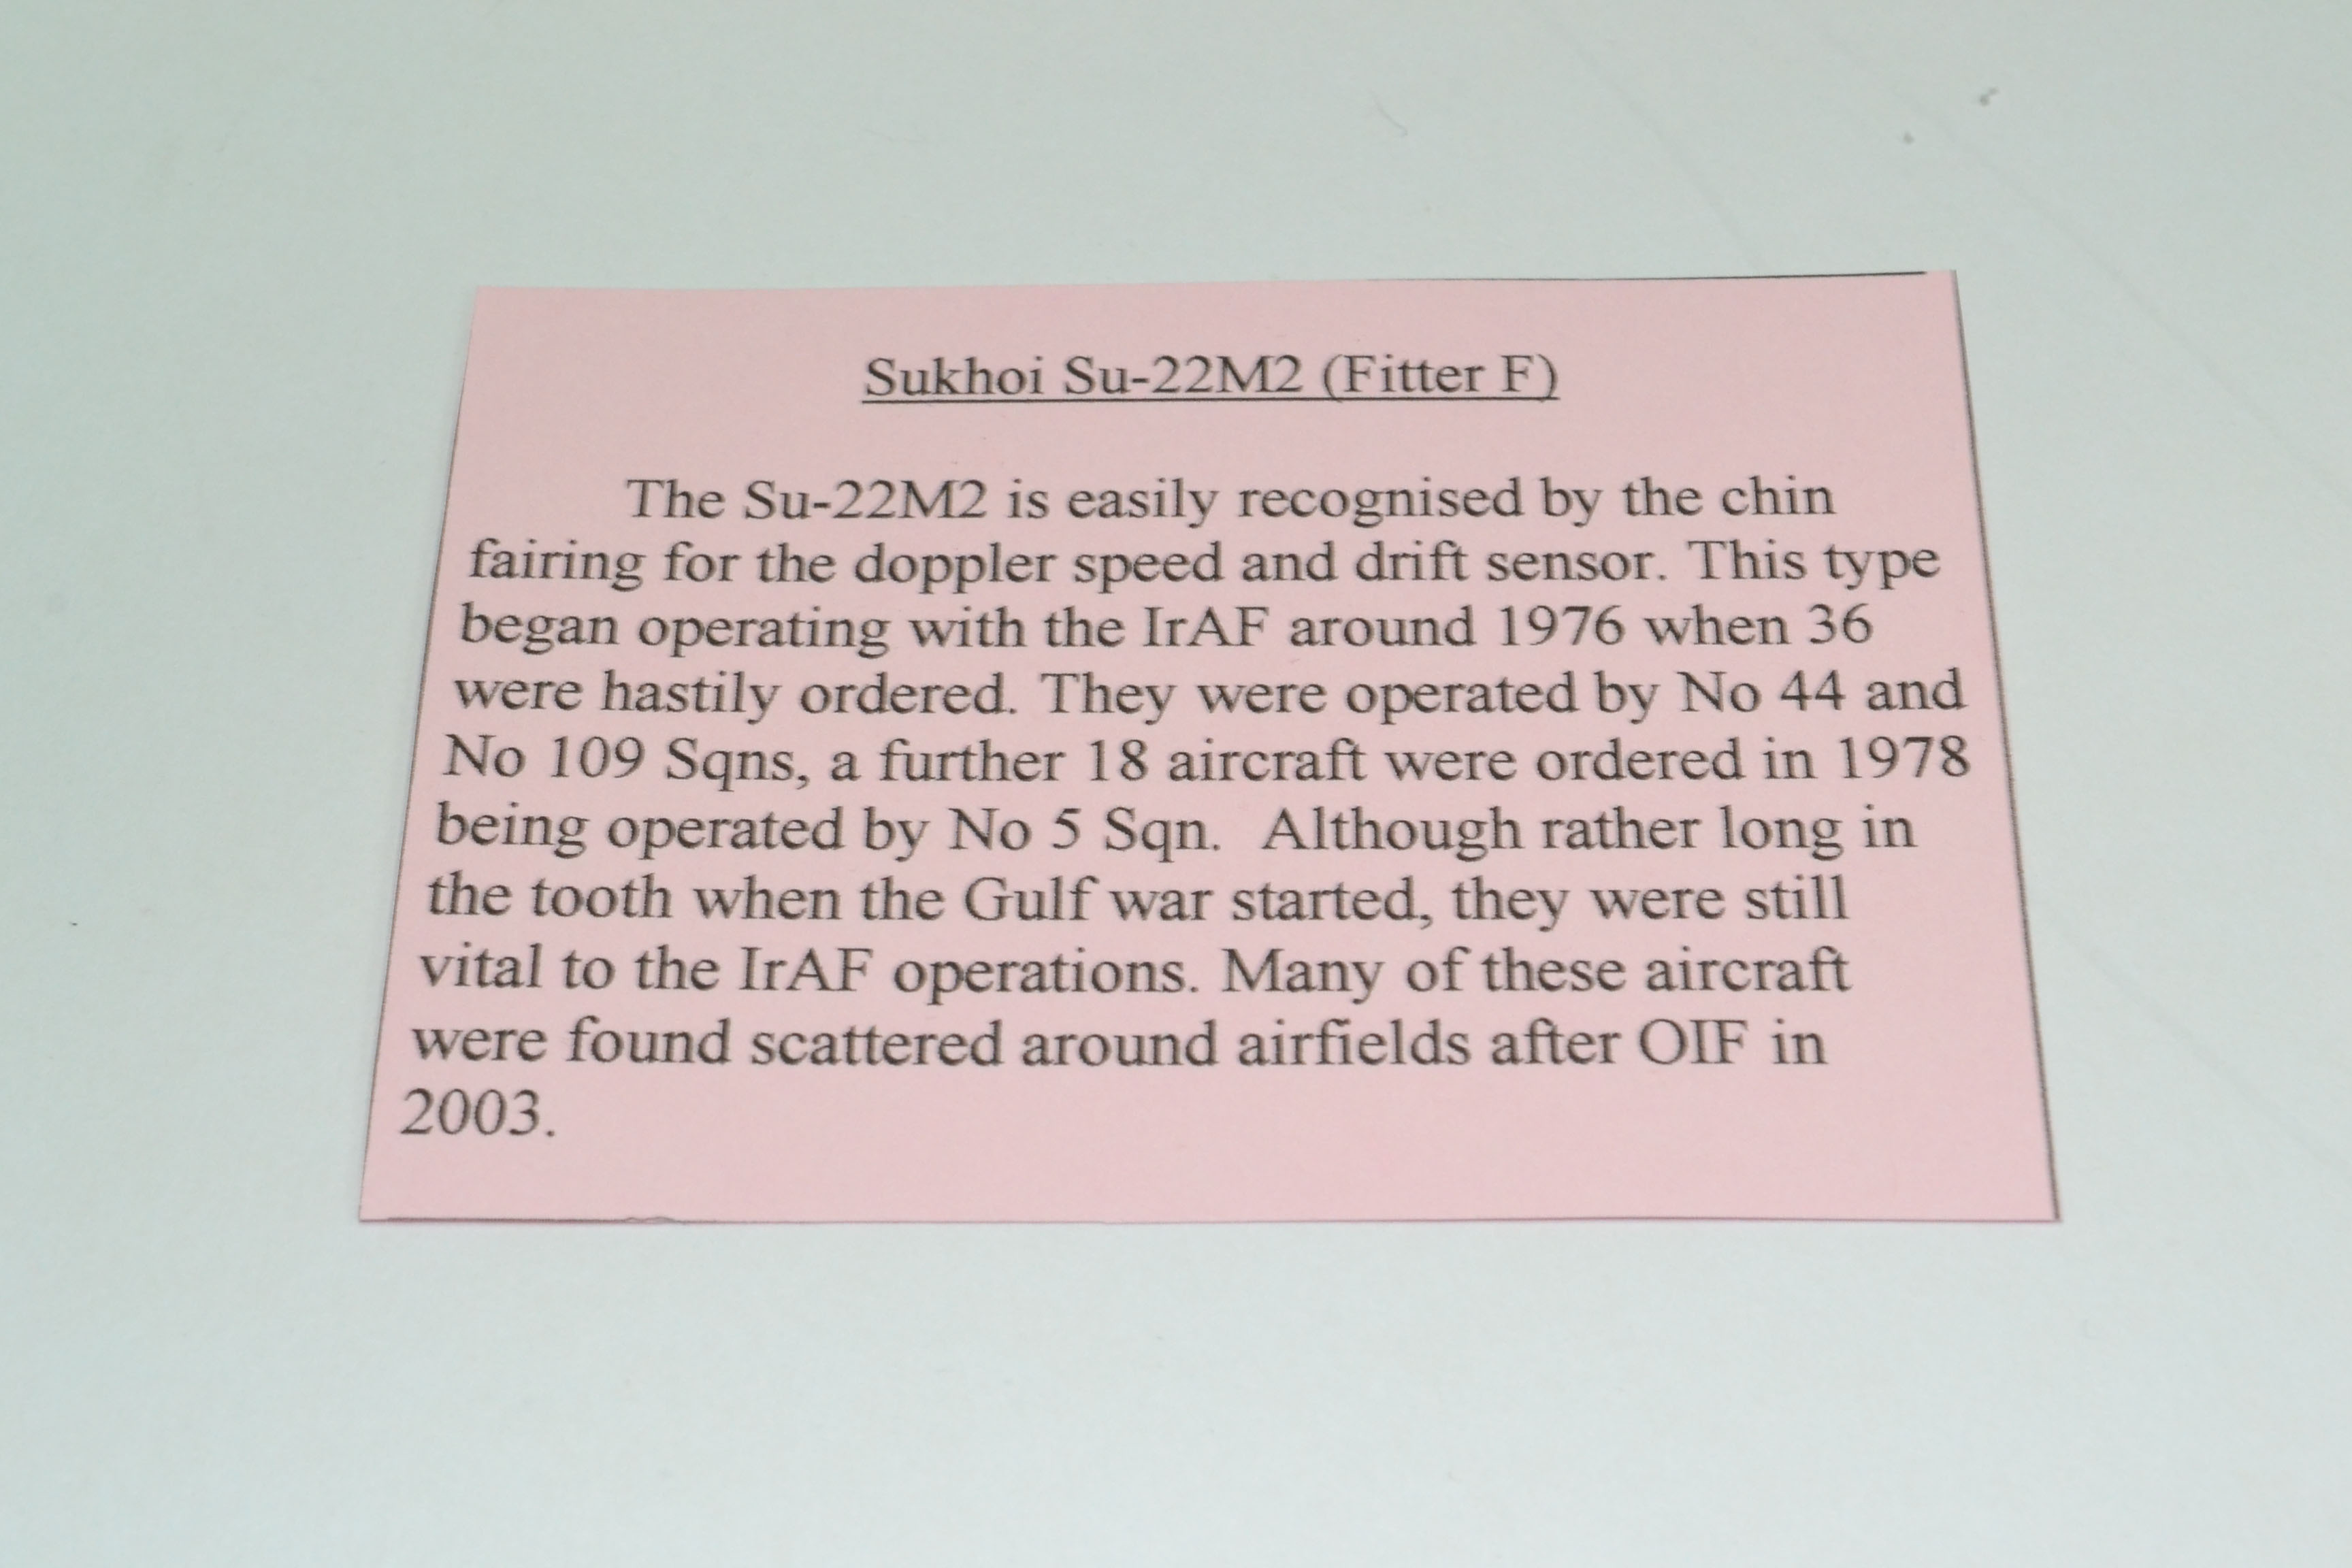 Sukhoi Su-22M2 (Fitter F)
The Su-22M2 is easily recognised by the chin
fairing for the doppler speed and drift sensor. This type
began operating with the IrAF around 1976 when 36
were hastily ordered. They were operated by No 44 and
No 109 Sqns, a further 18 aircraft were ordered in 1978
being operated by No 5 Sqn.  Although rather long in
the tooth when the Gulf war started, they were still
vital to the IrAF operations. Many of these aircraft
were found scattered around airfields after OIF in
2003.